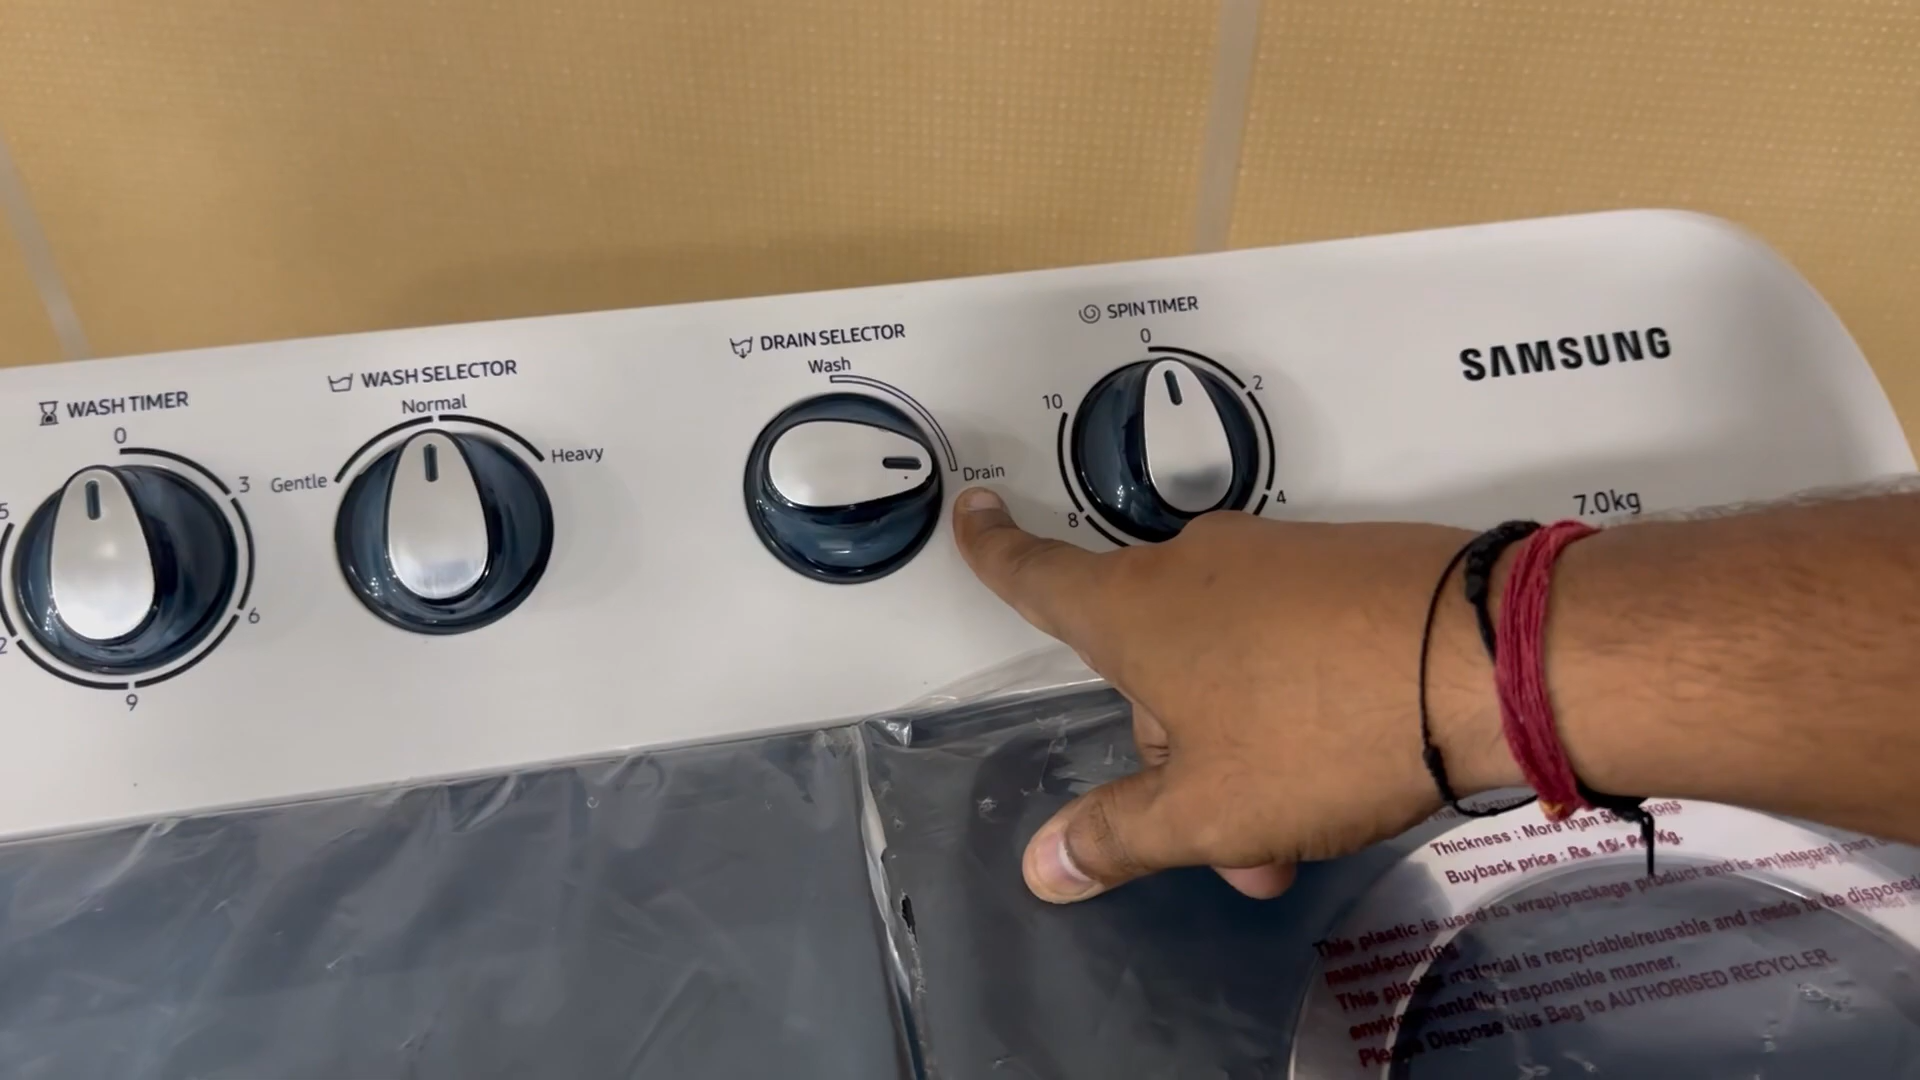 WASH TIMER
0
3
6
9
WASH SELECTOR
Normal
Gentle
Heavy
DRAIN SELECTOR
Wash
Drain
SPIN TIMER
0
2
4
8
10
SAMSUNG
7.0kg
Thickness : More than 50
Buyback price : Rs. 15/- Per Kg.
This plastic is used to wrap/package product and is an integral part
manufacturing
This plastic material is recyclable/reusable and needs to be disposed
environmentally responsible manner.
Please Dispose this Bag to AUTHORISED RECYCLER.